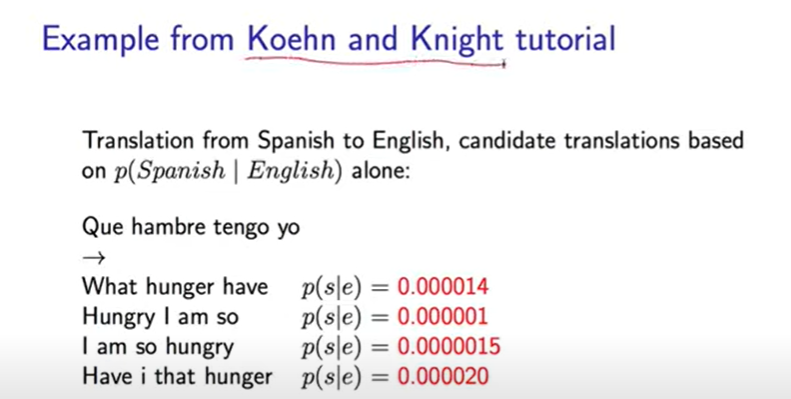 Example from Koehn and Knight tutorial
Translation from Spanish to English, candidate translations based
on p(Spanish | English) alone:
Que hambre tengo yo
→
What hunger have p(s|e) = 0.000014
Hungry I am so p(s|e) = 0.000001
I am so hungry p(s|e) = 0.0000015
Have i that hunger p(s|e) = 0.000020